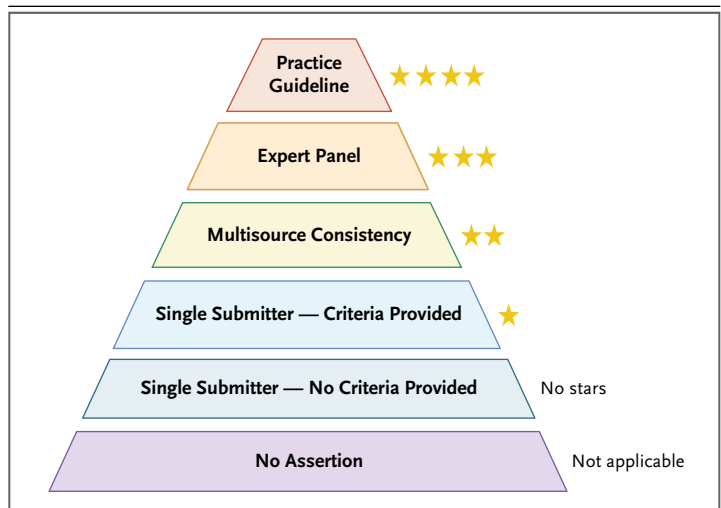 Practice
Guideline
Expert Panel
Multisource Consistency
Single Submitter — Criteria Provided
Single Submitter — No Criteria Provided
No stars
No Assertion
Not applicable